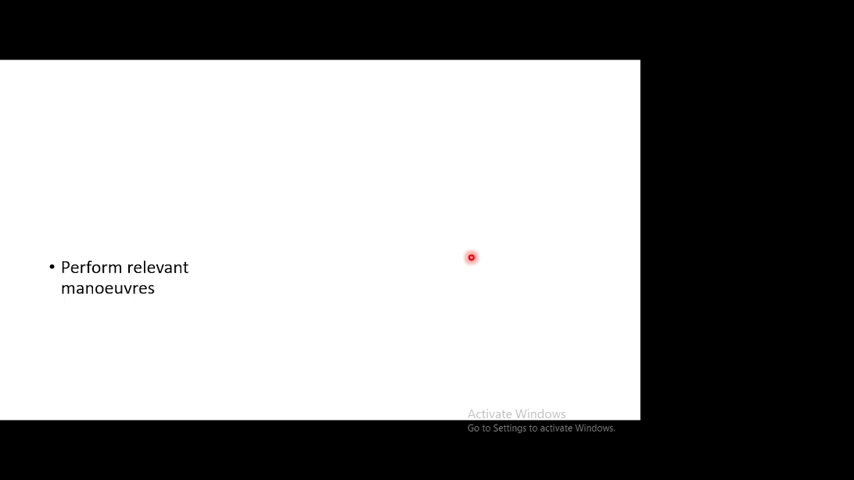 • Perform relevant
manoeuvres
Activate Windows
Go to Settings to activate Windows.